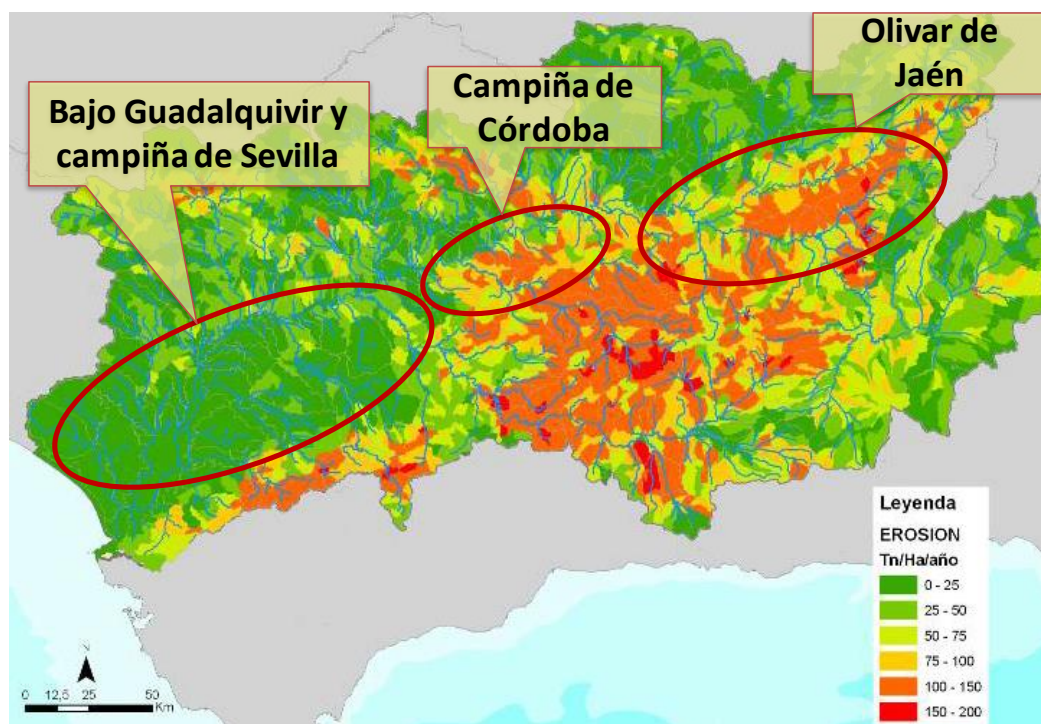 Olivar de
Jaén
Campiña de
Córdoba
Bajo Guadalquivir y
campiña de Sevilla
Leyenda
EROSION
Tn/Ha/año
0 - 25
25 - 50
50 - 75
75 - 100
100 - 150
150 - 200
N
0 12,5 25 50
Km